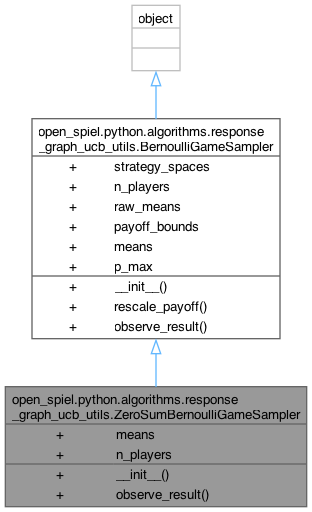 object
open_spiel.python.algorithms.response
_graph_ucb_utils.BernoulliGameSampler
+ strategy_spaces
+ n_players
+ raw_means
+ payoff_bounds
+ means
+ p_max
+ __init__()
+ rescale_payoff()
+ observe_result()
open_spiel.python.algorithms.response
_graph_ucb_utils.ZeroSumBernoulliGameSampler
+ means
+ n_players
+ __init__()
+ observe_result()